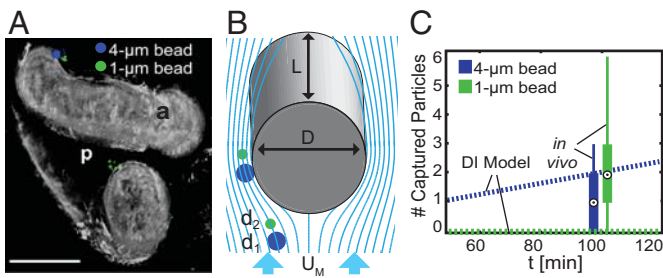 A
4-μm bead
1-μm bead
a
p
B
L
D
d₂
d₁
U_M
C
# Captured Particles
6
5
4
3
2
1
0
4-μm bead
1-μm bead
in vivo
DI Model
60
80
100
120
t [min]